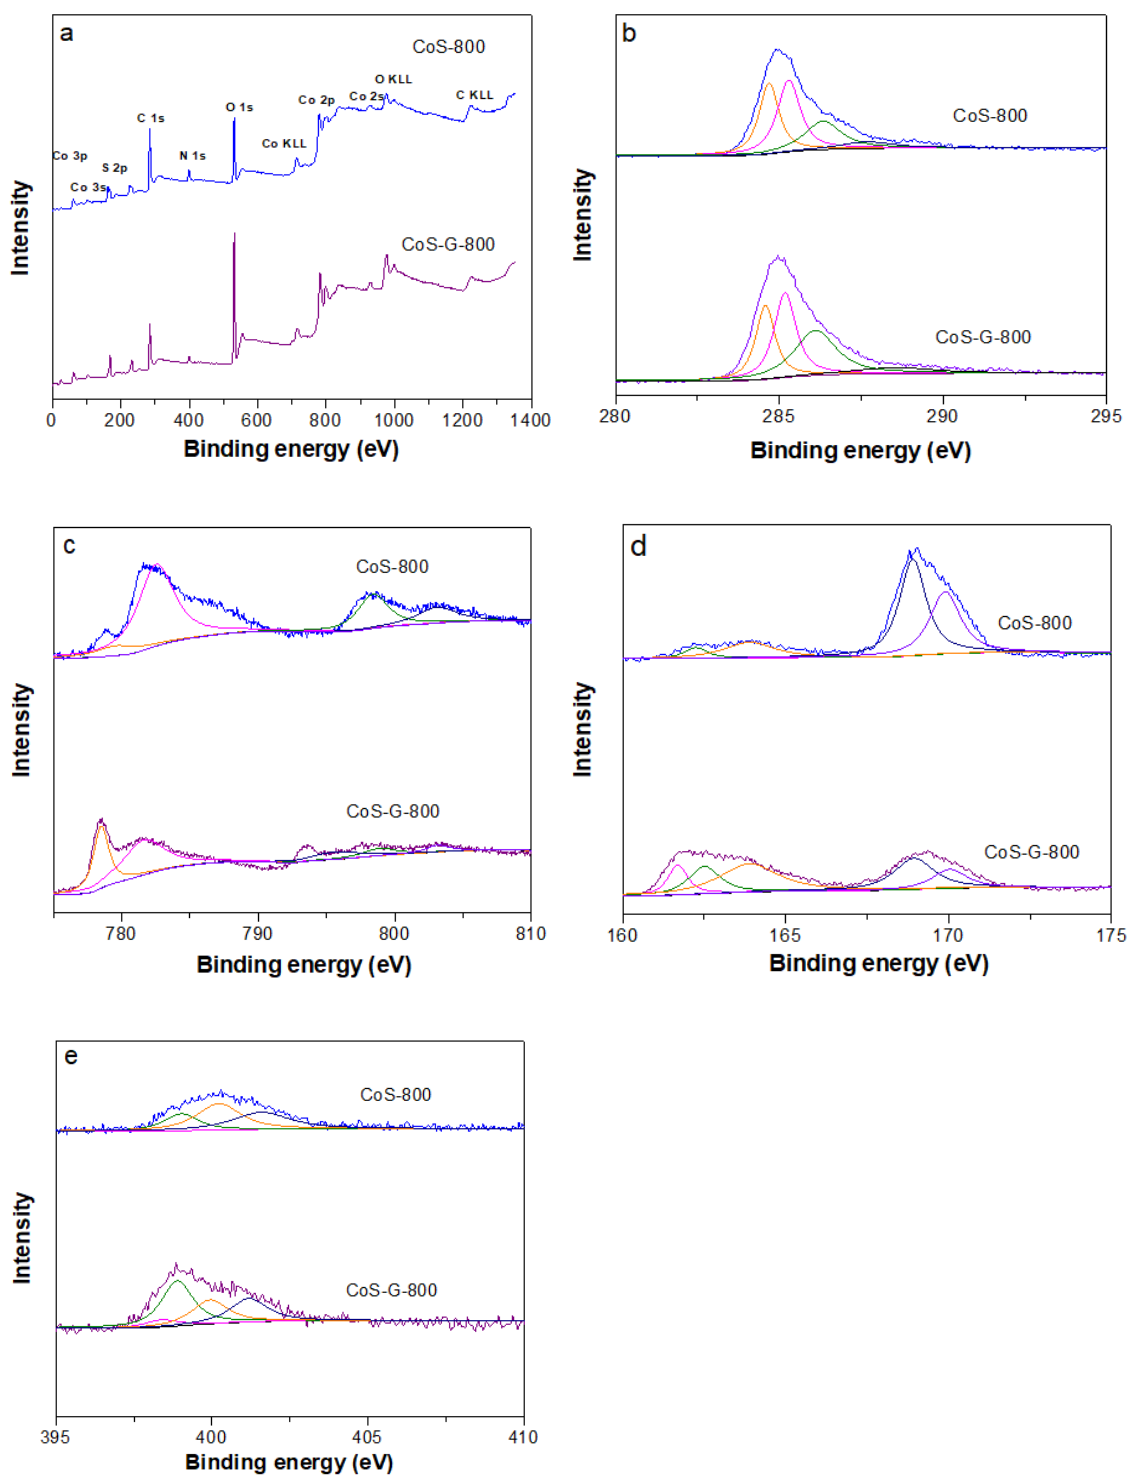 a
CoS-800
O KLL
C KLL
Co 2p
Co 2s
O 1s
C 1s
Co KLL
N 1s
Co 3p
S 2p
Co 3s
CoS-G-800
Intensity
0 200 400 600 800 1000 1200 1400
Binding energy (eV)
b
CoS-800
CoS-G-800
Intensity
280 285 290 295
Binding energy (eV)
c
CoS-800
CoS-G-800
Intensity
780 790 800 810
Binding energy (eV)
d
CoS-800
CoS-G-800
Intensity
160 165 170 175
Binding energy (eV)
e
CoS-800
CoS-G-800
Intensity
395 400 405 410
Binding energy (eV)